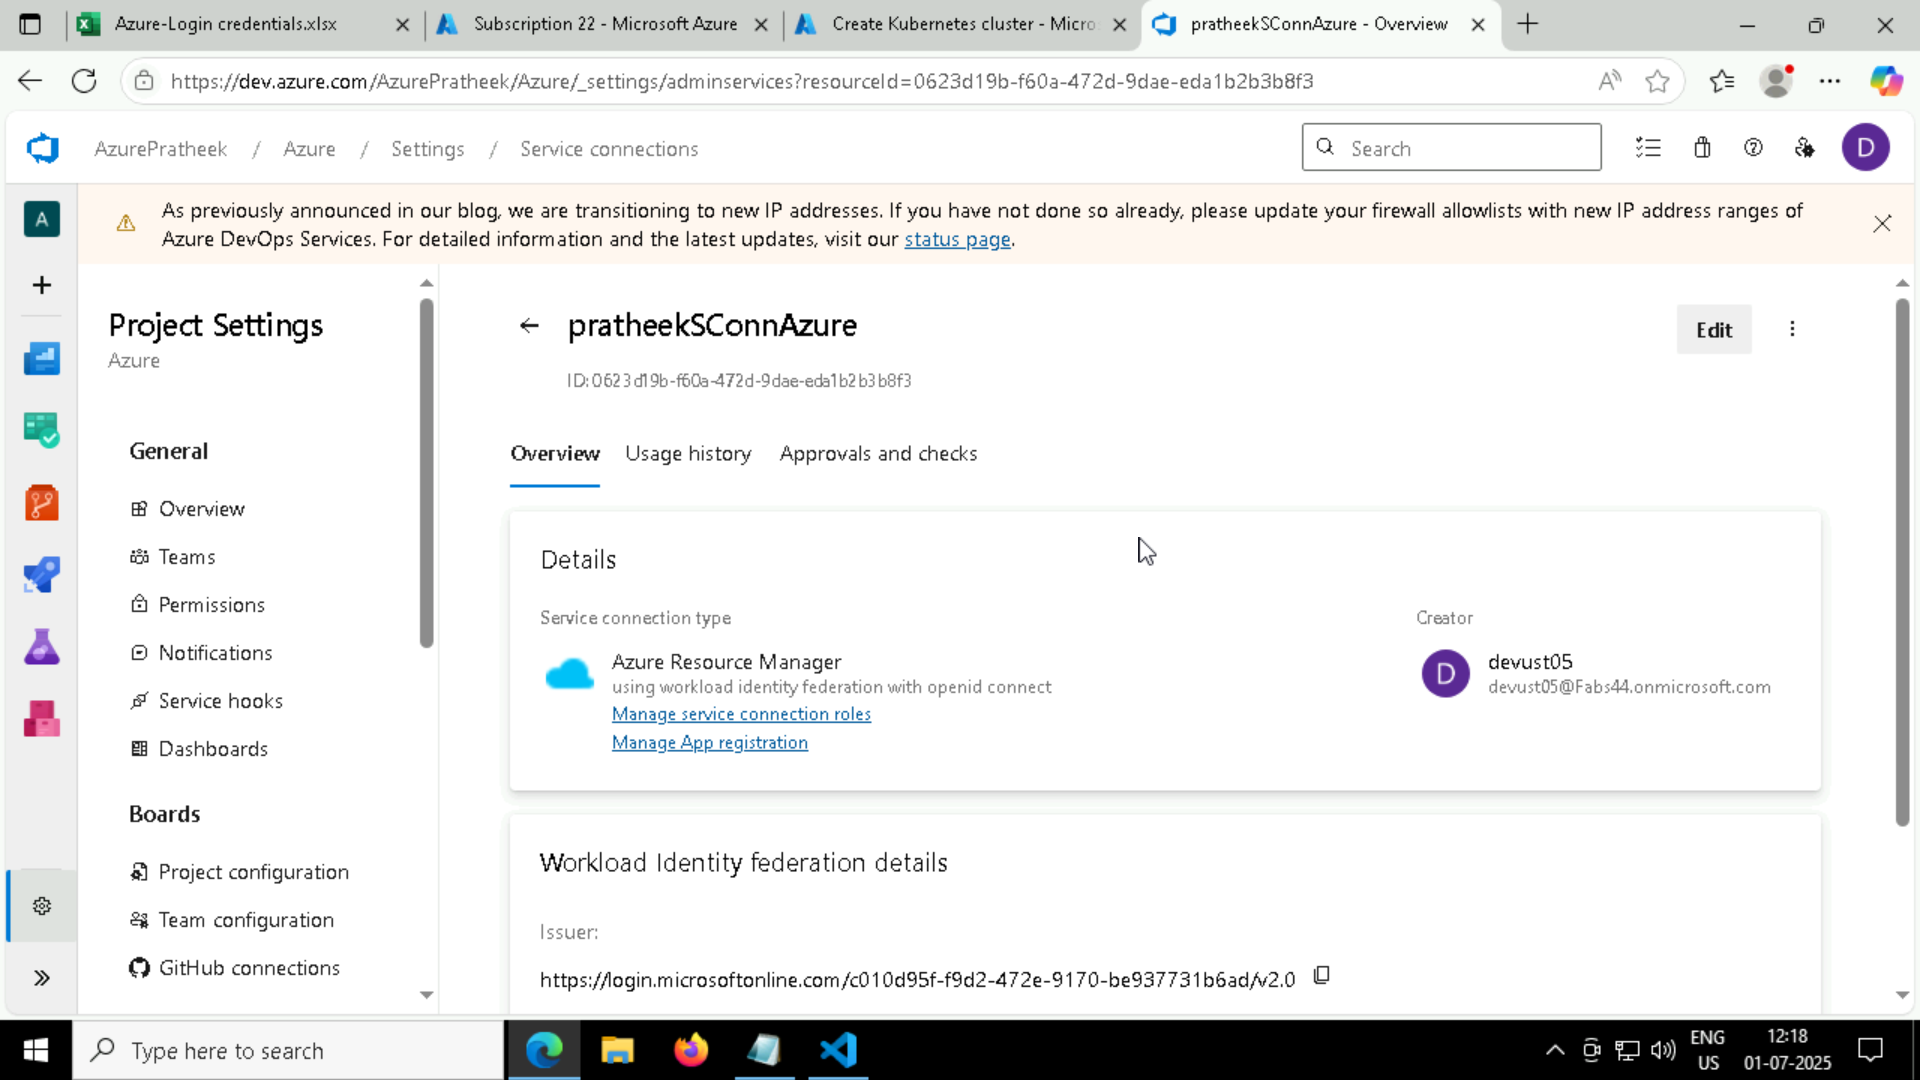 Azure-Login credentials.xlsx
Subscription 22 - Microsoft Azure
Create Kubernetes cluster - Micro
pratheekSConnAzure - Overview
https://dev.azure.com/AzurePratheek/Azure/_settings/adminservices?resourceId=0623d19b-f60a-472d-9dae-eda1b2b3b8f3
AzurePratheek / Azure / Settings / Service connections
Search
D
A
As previously announced in our blog, we are transitioning to new IP addresses. If you have not done so already, please update your firewall allowlists with new IP address ranges of
Azure DevOps Services. For detailed information and the latest updates, visit our status page.
Project Settings
Azure
General
Overview
Teams
Permissions
Notifications
Service hooks
Dashboards
Boards
Project configuration
Team configuration
GitHub connections
pratheekSConnAzure
Edit
ID: 0623d19b-f60a-472d-9dae-eda1b2b3b8f3
Overview
Usage history
Approvals and checks
Details
Service connection type
Azure Resource Manager
using workload identity federation with openid connect
Manage service connection roles
Manage App registration
Creator
D
devust05
devust05@Fabs44.onmicrosoft.com
Workload Identity federation details
Issuer:
https://login.microsoftonline.com/c010d95f-f9d2-472e-9170-be937731b6ad/v2.0
Type here to search
ENG
US
12:18
01-07-2025